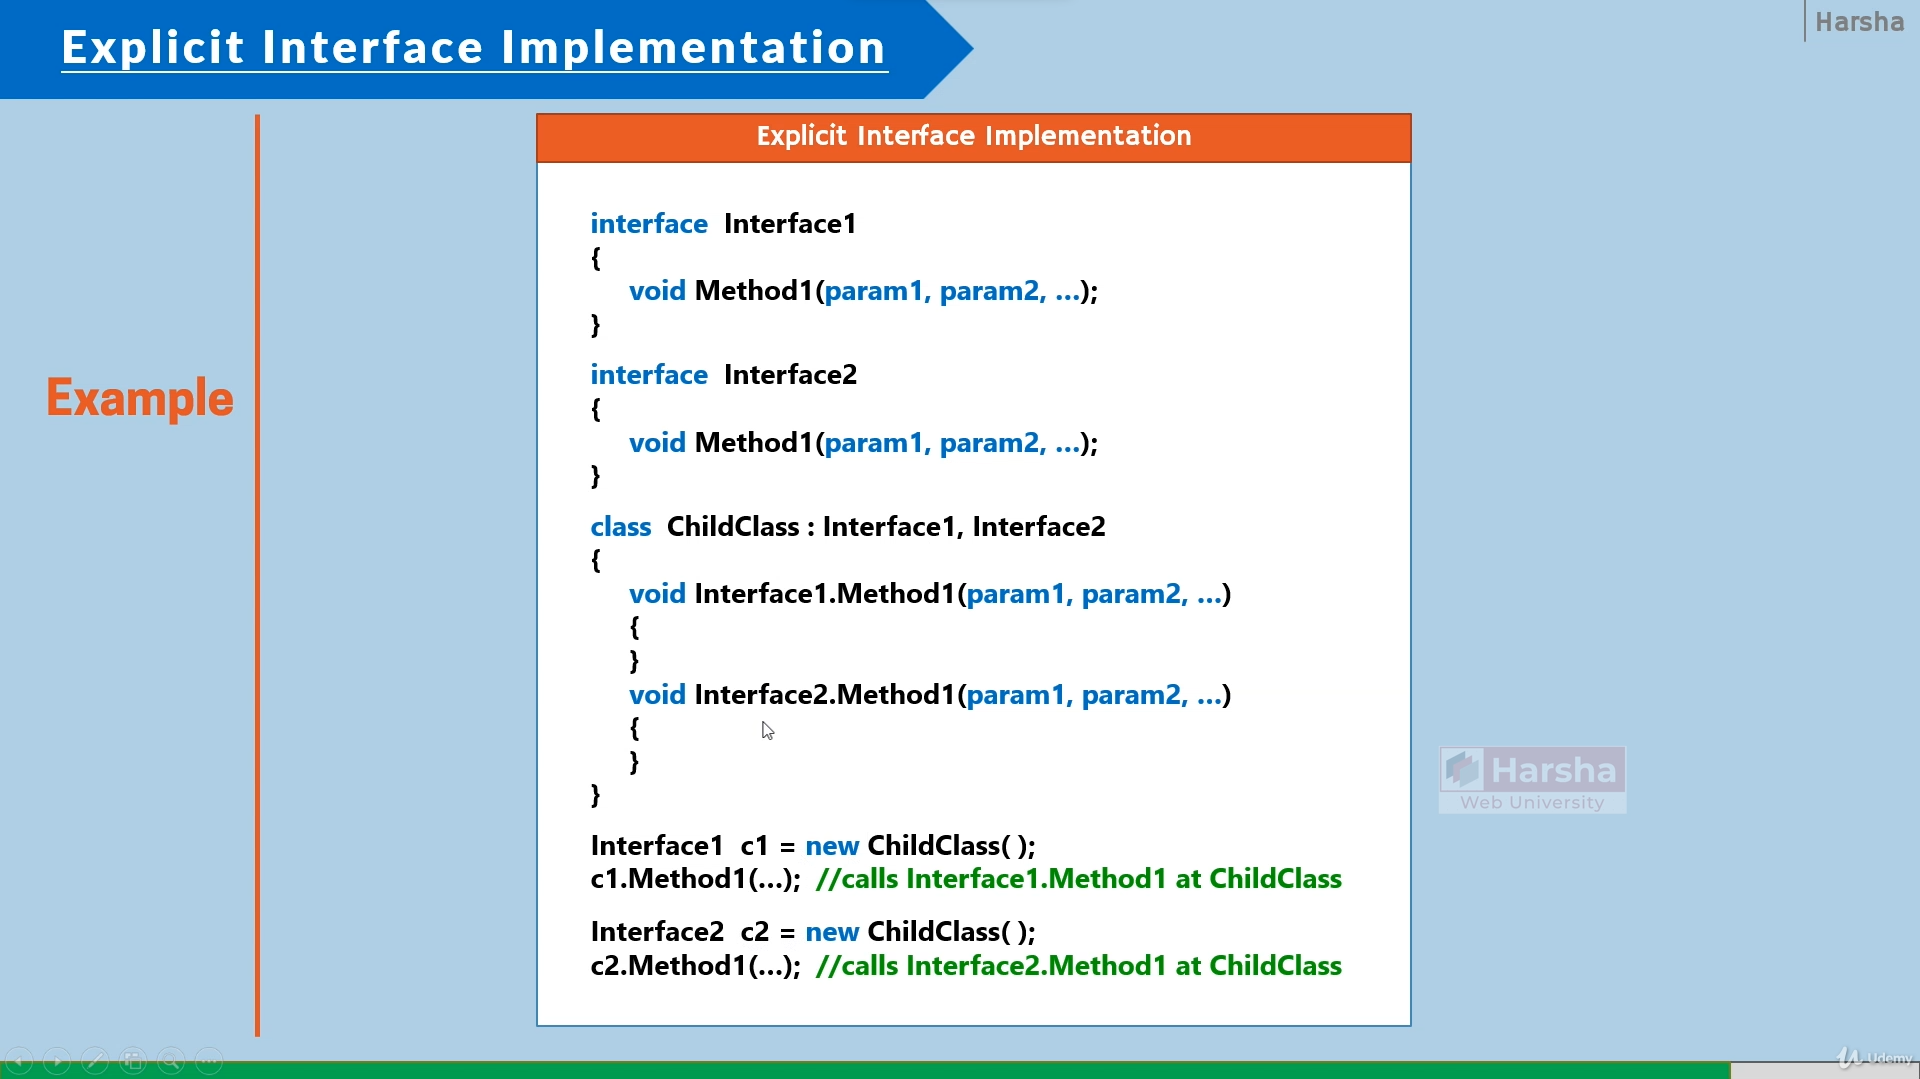 Explicit Interface Implementation
Harsha
Explicit Interface Implementation
Example
interface Interface1
{
void Method1(param1, param2, ...);
}
interface Interface2
{
void Method1(param1, param2, ...);
}
class ChildClass : Interface1, Interface2
{
void Interface1.Method1(param1, param2, ...)
{
}
void Interface2.Method1(param1, param2, ...)
{
}
}
Interface1 c1 = new ChildClass( );
c1.Method1(...); //calls Interface1.Method1 at ChildClass
Interface2 c2 = new ChildClass( );
c2.Method1(...); //calls Interface2.Method1 at ChildClass
Harsha
Web University
Udemy